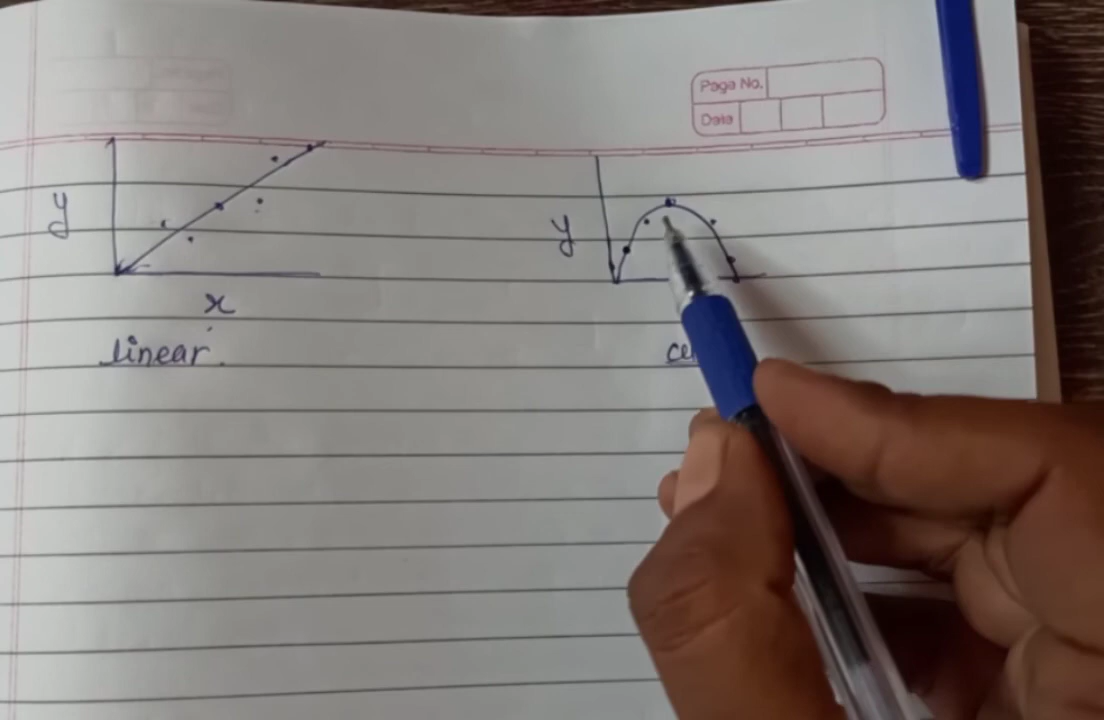 Page No.
Date
y
y
x
linear.